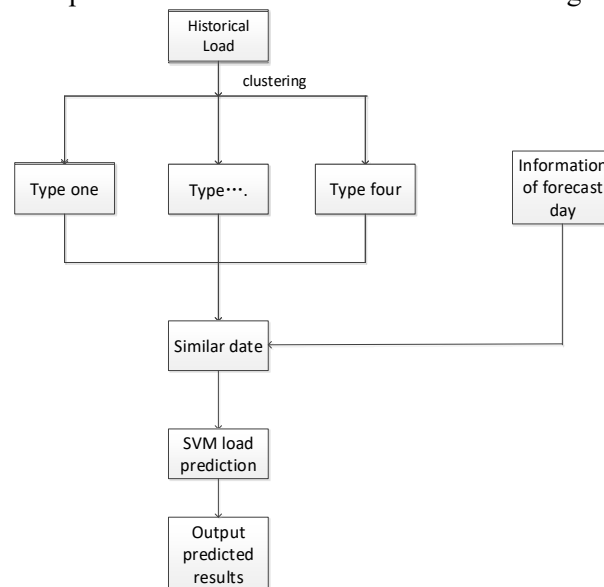 Historical
Load
clustering
Type one
Type….
Type four
Information
of forecast
day
Similar date
SVM load
prediction
Output
predicted
results